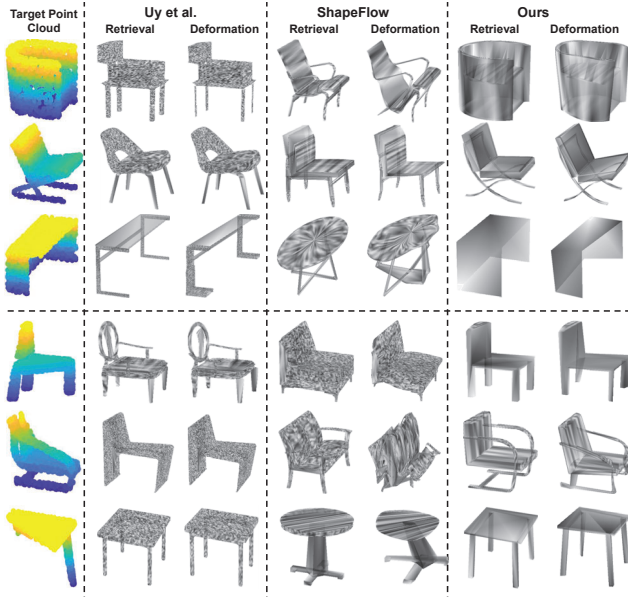 Target Point
Cloud
Uy et al.
Retrieval Deformation
ShapeFlow
Retrieval Deformation
Ours
Retrieval Deformation